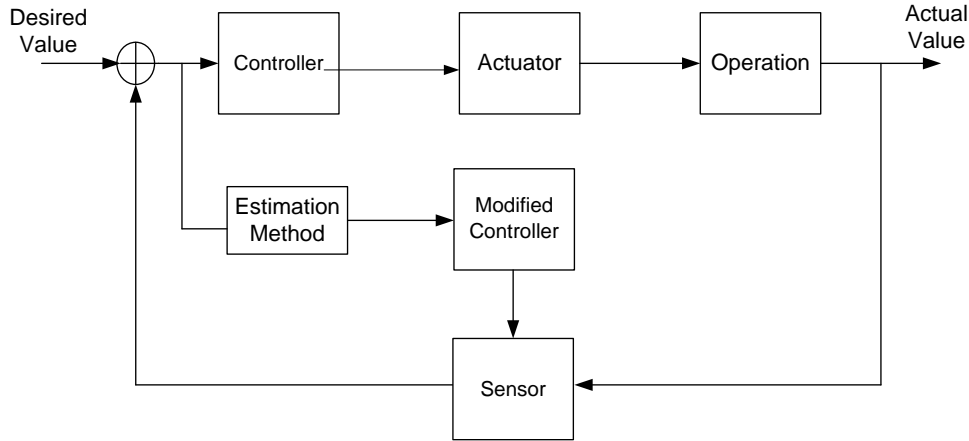 Desired
Value
Actual
Value
Controller
Actuator
Operation
Estimation
Method
Modified
Controller
Sensor